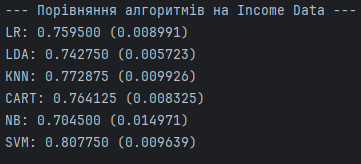 --- Порівняння алгоритмів на Income Data ---
LR: 0.759500 (0.008991)
LDA: 0.742750 (0.005723)
KNN: 0.772875 (0.009926)
CART: 0.764125 (0.008325)
NB: 0.704500 (0.014971)
SVM: 0.807750 (0.009639)